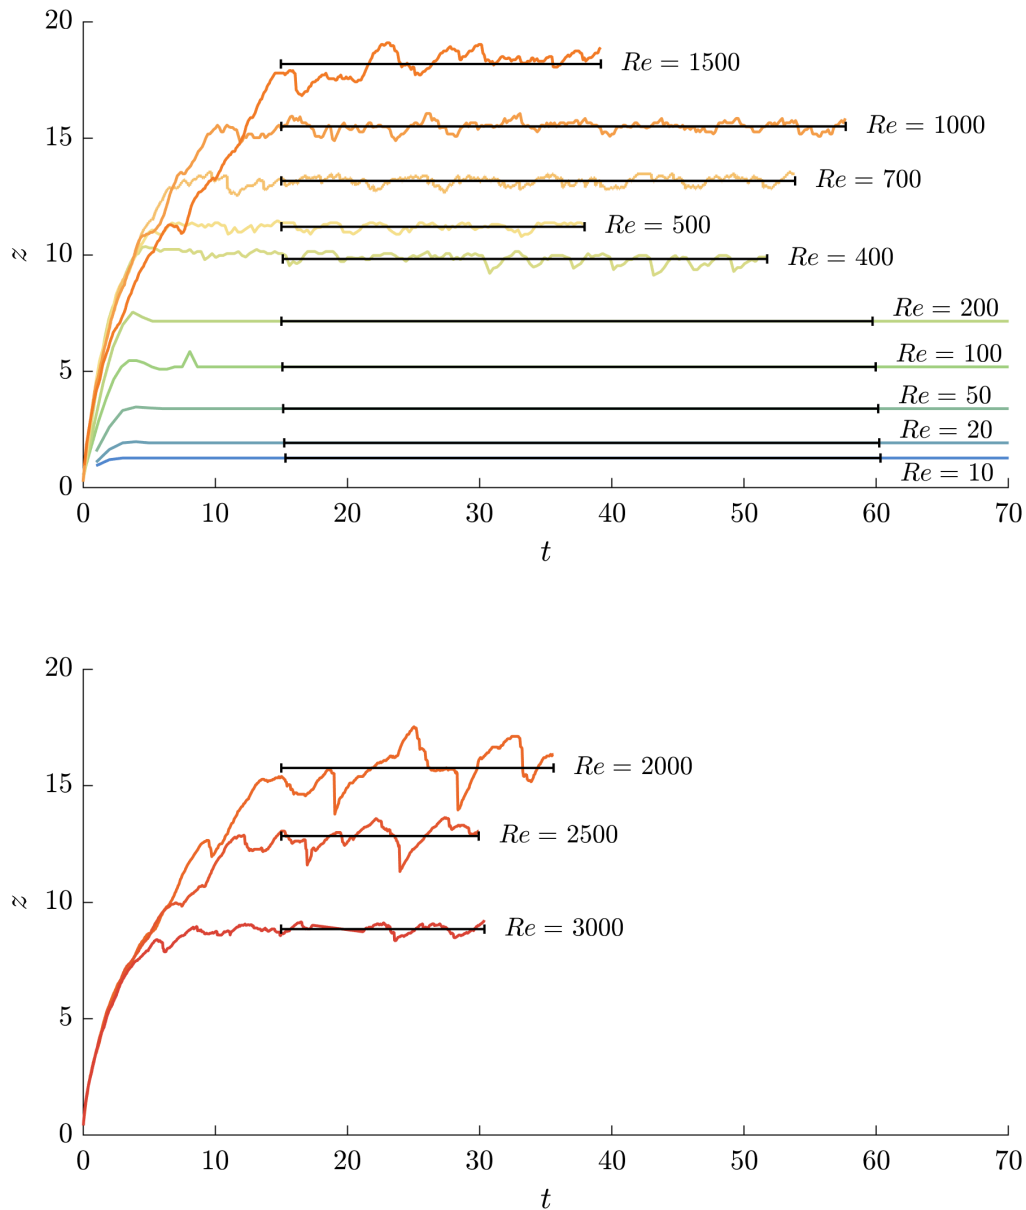 20
Re = 1500
15
Re = 1000
Re = 700
Re = 500
z
10
Re = 400
Re = 200
5
Re = 100
Re = 50
Re = 20
0
Re = 10
0 10 20 30 40 50 60 70
t
20
Re = 2000
15
Re = 2500
z
10
Re = 3000
5
0
0 10 20 30 40 50 60 70
t